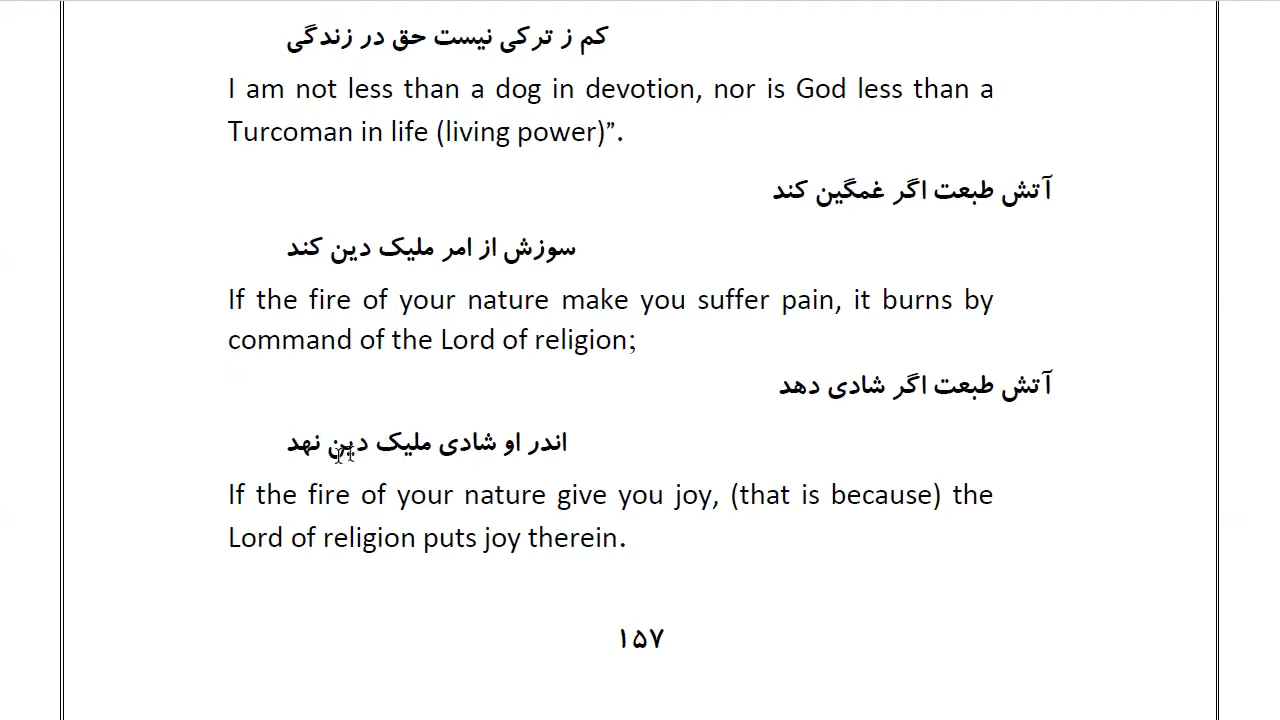 کم ز ترکی نیست حق در زندگی
I am not less than a dog in devotion, nor is God less than a
Turcoman in life (living power)”.
آتش طبعت اگر غمگین کند
سوزش از امر ملیک دین کند
If the fire of your nature make you suffer pain, it burns by
command of the Lord of religion;
آتش طبعت اگر شادی دهد
اندر او شادی ملیک دین نهد
If the fire of your nature give you joy, (that is because) the
Lord of religion puts joy therein.
۱۵۷